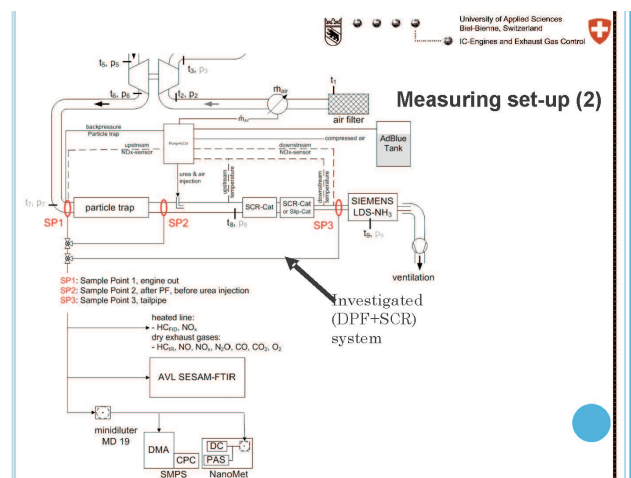 University of Applied Sciences
Biel-Bienne, Switzerland
IC-Engines and Exhaust Gas Control
Measuring set-up (2)
t₅, p₅
t₃, p₃
t₆, p₆
t₂, p₂
ṁair
t₁
air filter
backpressure
Particle trap
compressed air
AdBlue
Tank
upstream
NOx-sensor
downstream
NOx-sensor
urea & air
injection
upstream
temperature
downstream
temperature
t₇, p₇
particle trap
SCR-Cat
SCR-Cat
or Slip-Cat
SIEMENS
LDS-NH₃
SP1
SP2
t₈, p₈
SP3
t₉, p₉
ventilation
SP1: Sample Point 1, engine out
SP2: Sample Point 2, after PF, before urea injection
SP3: Sample Point 3, tailpipe
Investigated
(DPF+SCR)
system
heated line:
- HCFID, NOₓ
dry exhaust gases:
- HCIR, NO, NOₓ, N₂O, CO, CO₂, O₂
AVL SESAM-FTIR
minidiluter
MD 19
DMA
CPC
SMPS
DC
PAS
NanoMet